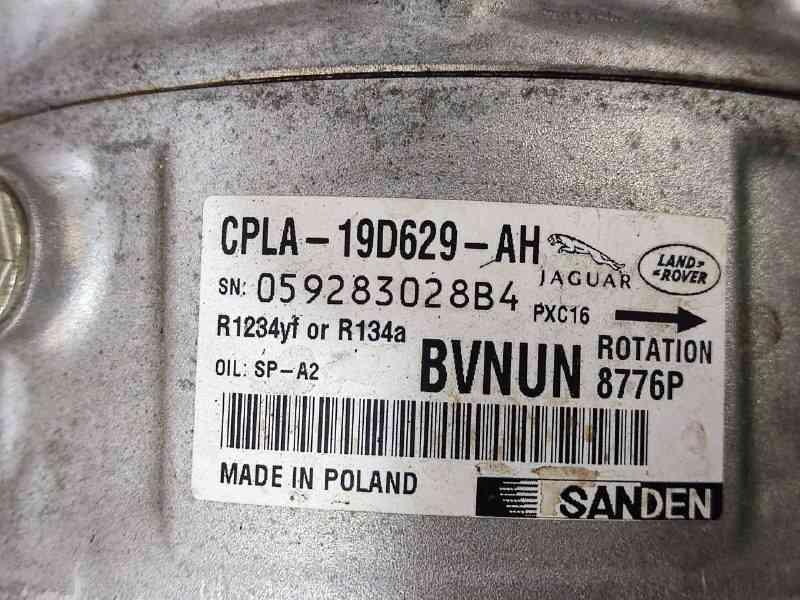 CPLA-19D629-AH
JAGUAR
LAND-
-ROVER
SN: 059283028B4
PXC16
R1234yf or R134a
ROTATION
OIL: SP-A2
BVNUN
8776P
MADE IN POLAND
SANDEN